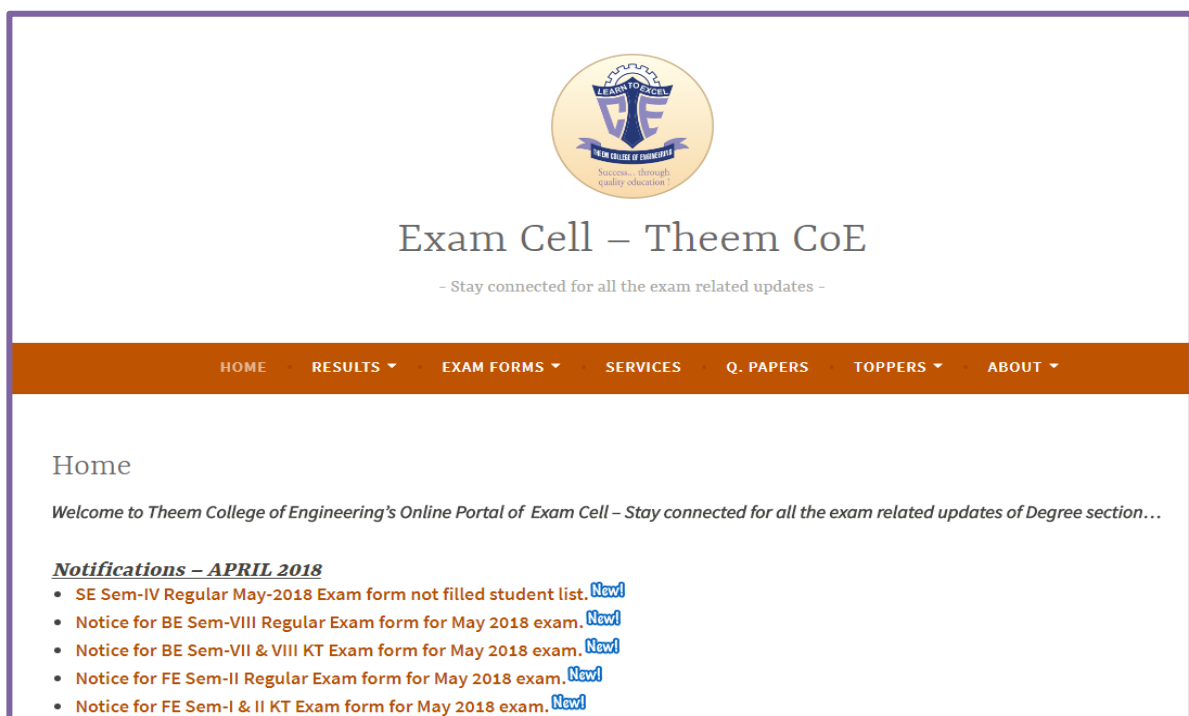 LEARN TO EXCEL
CTE
THEEM COLLEGE OF ENGINEERING
Success... through
quality education !
Exam Cell – Theem CoE
- Stay connected for all the exam related updates -
HOME RESULTS EXAM FORMS SERVICES Q. PAPERS TOPPERS ABOUT
Home
Welcome to Theem College of Engineering's Online Portal of Exam Cell – Stay connected for all the exam related updates of Degree section…
Notifications – APRIL 2018
• SE Sem-IV Regular May-2018 Exam form not filled student list. New!
• Notice for BE Sem-VIII Regular Exam form for May 2018 exam. New!
• Notice for BE Sem-VII & VIII KT Exam form for May 2018 exam. New!
• Notice for FE Sem-II Regular Exam form for May 2018 exam. New!
• Notice for FE Sem-I & II KT Exam form for May 2018 exam. New!